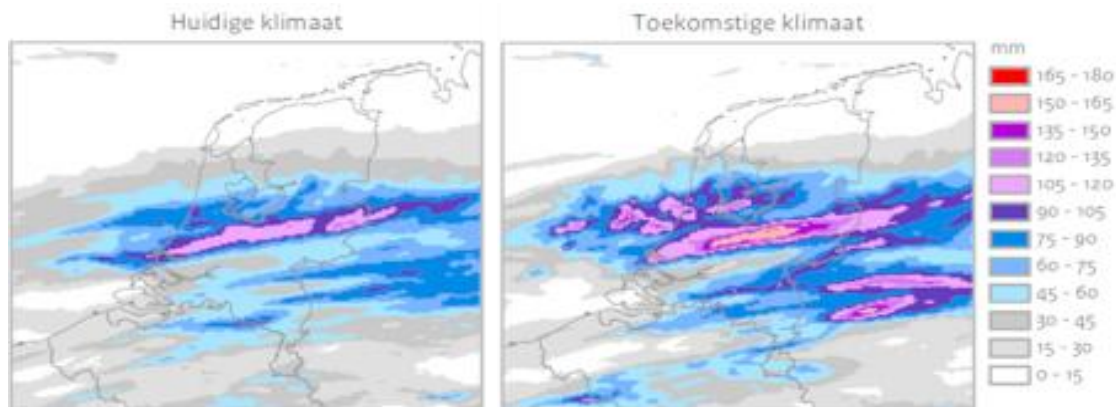 Huidige klimaat
Toekomstige klimaat
mm
165 - 180
150 - 165
135 - 150
120 - 135
105 - 120
90 - 105
75 - 90
60 - 75
45 - 60
30 - 45
15 - 30
0 - 15